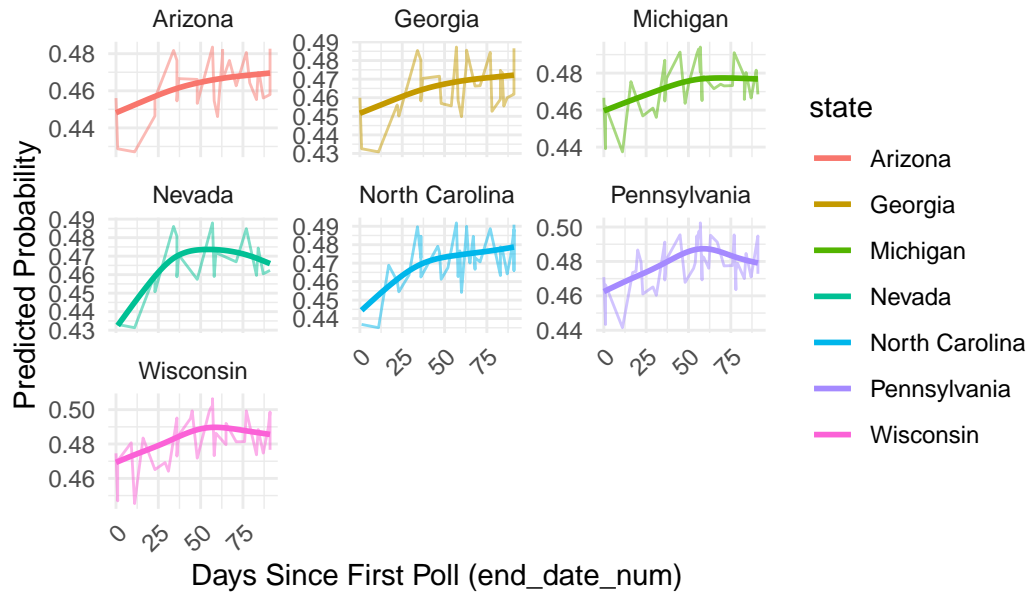 Predicted Probability
Arizona
0.48
0.46
0.44
Georgia
0.49
0.48
0.47
0.46
0.45
0.44
0.43
Michigan
0.48
0.46
0.44
Nevada
0.49
0.48
0.47
0.46
0.45
0.44
0.43
North Carolina
0.49
0.48
0.47
0.46
0.45
0.44
0 25 50 75
Pennsylvania
0.50
0.48
0.46
0.44
0 25 50 75
Wisconsin
0.50
0.48
0.46
0 25 50 75
Days Since First Poll (end_date_num)
state
Arizona
Georgia
Michigan
Nevada
North Carolina
Pennsylvania
Wisconsin